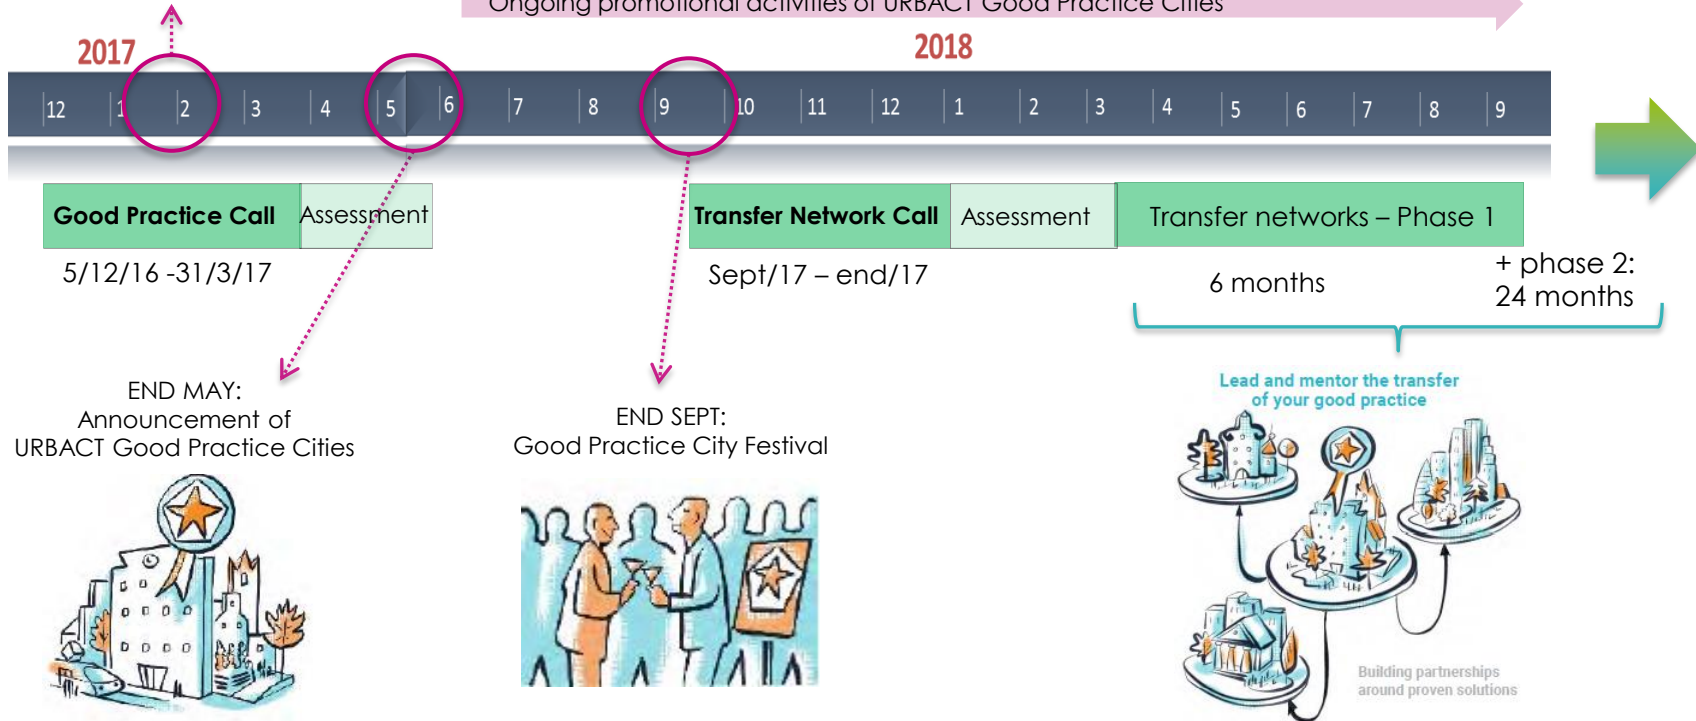 Ongoing promotional activities of URBACT Good Practice Cities
2017
2018
12 1 2 3 4 5 6 7 8 9 10 11 12 1 2 3 4 5 6 7 8 9
Good Practice Call
Assessment
Transfer Network Call
Assessment
Transfer networks – Phase 1
5/12/16 -31/3/17
Sept/17 – end/17
6 months
+ phase 2:
24 months
END MAY:
Announcement of
URBACT Good Practice Cities
END SEPT:
Good Practice City Festival
Lead and mentor the transfer
of your good practice
Building partnerships
around proven solutions